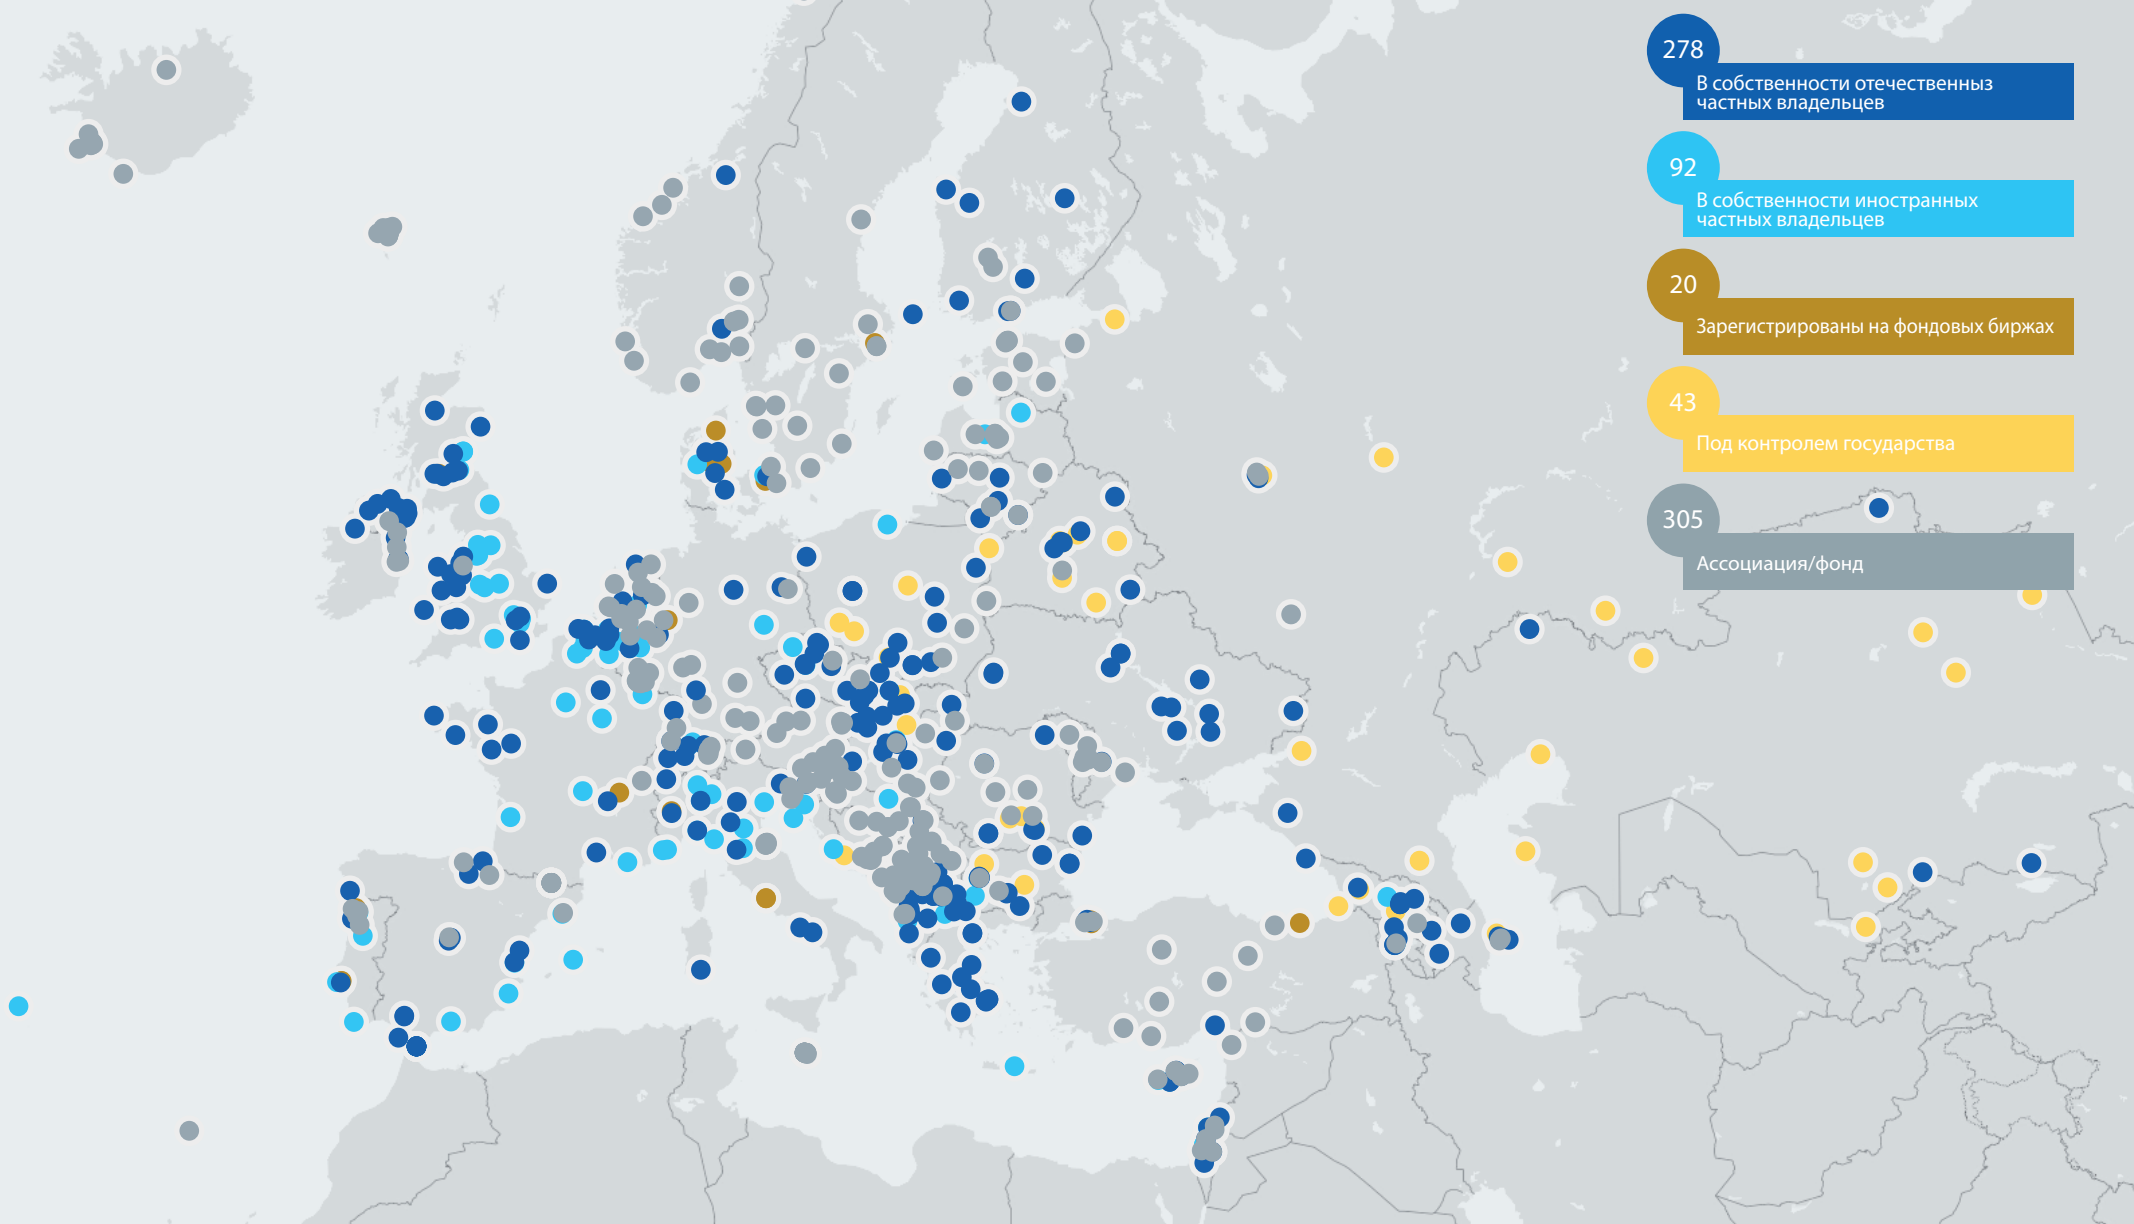 278
В собственности отечественныз
частных владельцев
92
В собственности иностранных
частных владельцев
20
Зарегистрированы на фондовых биржах
43
Под контролем государства
305
Ассоциация/фонд